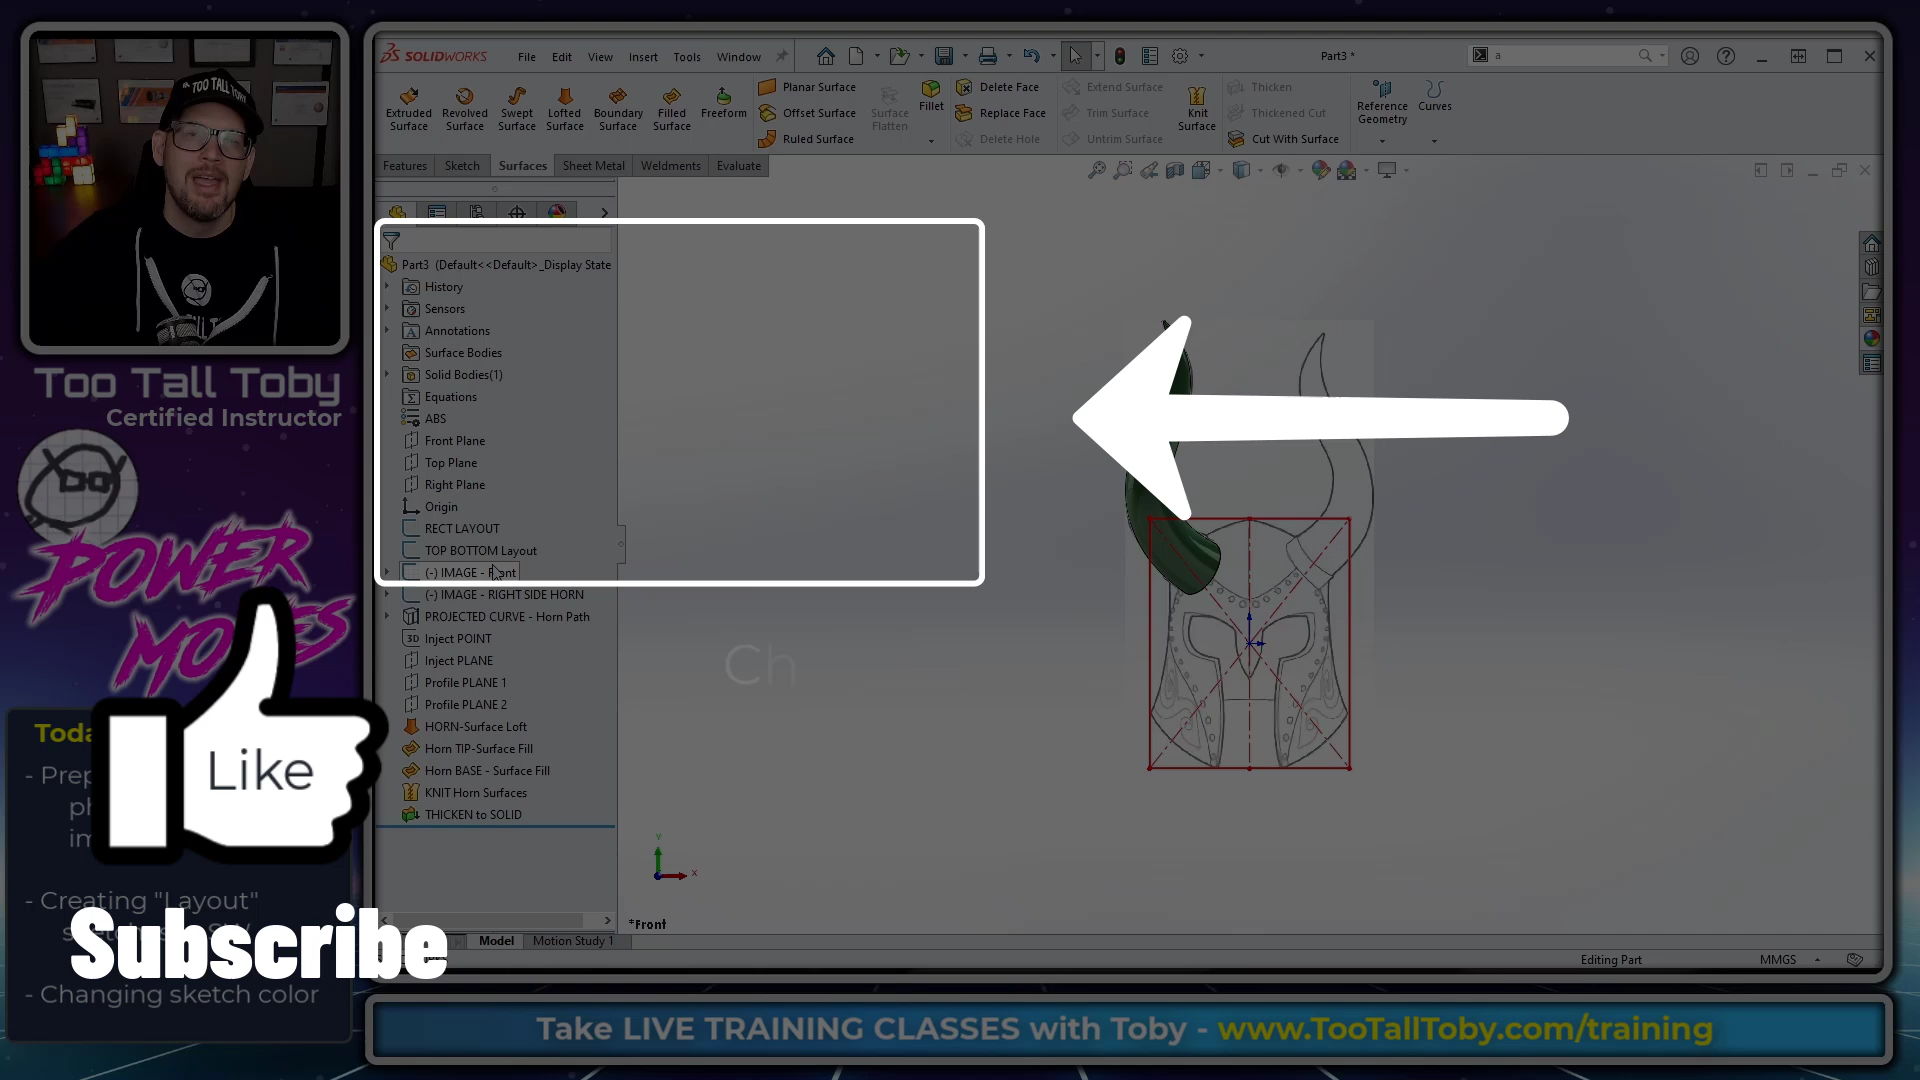 SOLIDWORKS File Edit View Insert Tools Window Part3 * a
Extruded Surface Revolved Surface Swept Surface Lofted Surface Boundary Surface Filled Surface Freeform
Planar Surface
Offset Surface
Ruled Surface
Surface Flatten
Fillet
Delete Face
Replace Face
Delete Hole
Extend Surface
Trim Surface
Untrim Surface
Knit Surface
Thicken
Thickened Cut
Cut With Surface
Reference Geometry
Curves
Features Sketch Surfaces Sheet Metal Weldments Evaluate
TOO TALL TOBY
Too Tall Toby
Certified Instructor
POWER
MOVES
Part3 (Default<<Default>_Display State
History
Sensors
Annotations
Surface Bodies
Solid Bodies(1)
Equations
ABS
Front Plane
Top Plane
Right Plane
Origin
RECT LAYOUT
TOP BOTTOM Layout
(-) IMAGE - Front
(-) IMAGE - RIGHT SIDE HORN
PROJECTED CURVE - Horn Path
3D Inject POINT
Inject PLANE
Profile PLANE 1
Profile PLANE 2
HORN-Surface Loft
Horn TIP-Surface Fill
Horn BASE - Surface Fill
KNIT Horn Surfaces
THICKEN to SOLID
Ch
Y
X
*Front
Like
Toda
- Prep
ph
im
- Creating "Layout"
Subscribe
- Changing sketch color
Model Motion Study 1
Editing Part MMGS
Take LIVE TRAINING CLASSES with Toby - www.TooTallToby.com/training